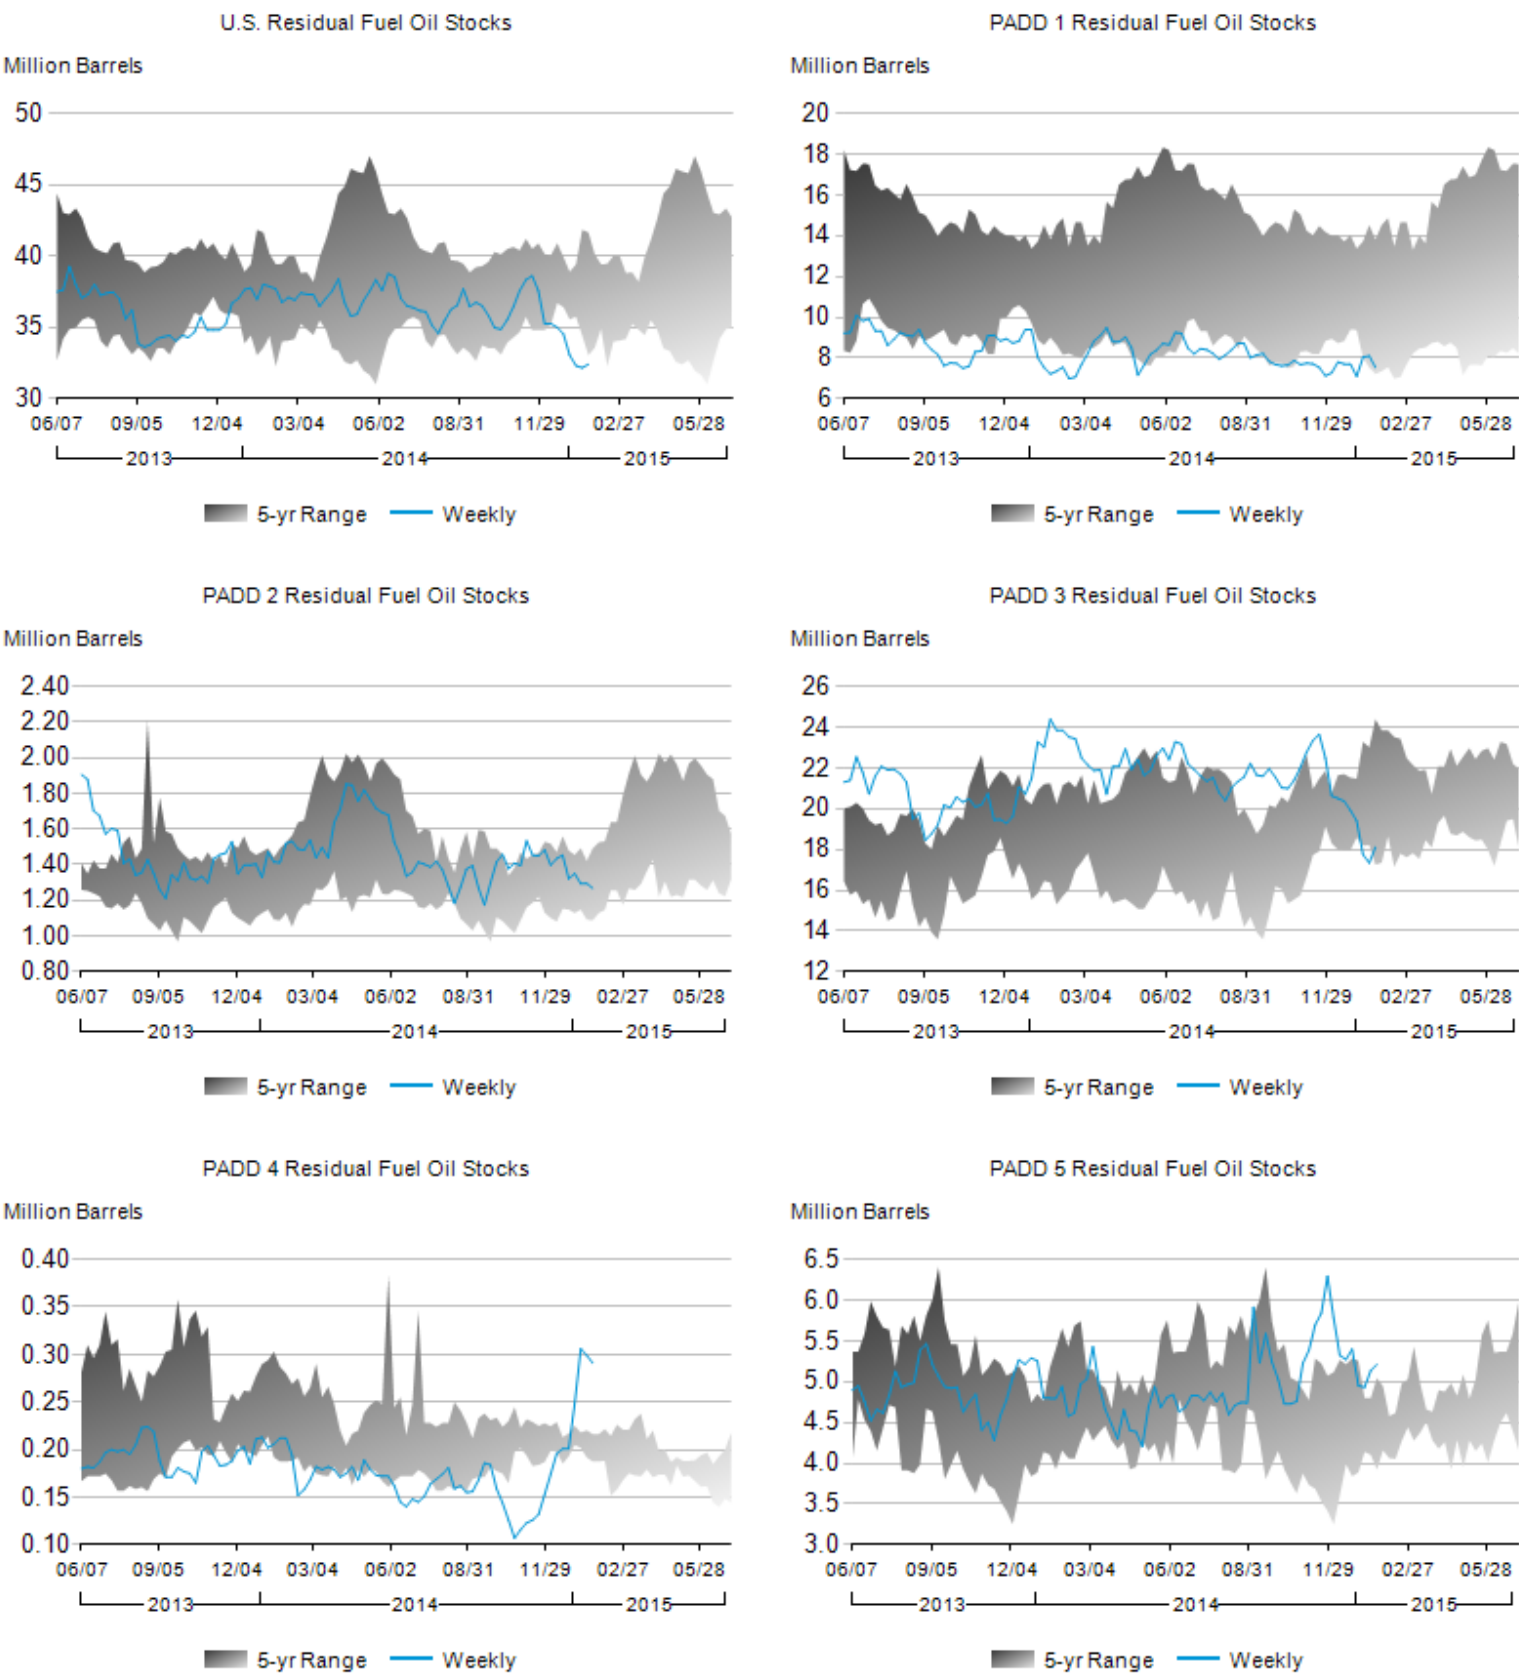 U.S. Residual Fuel Oil Stocks
Million Barrels
50
45
40
35
30
06/07 09/05 12/04 03/04 06/02 08/31 11/29 02/27 05/28
2013 2014 2015
5-yr Range Weekly
PADD 1 Residual Fuel Oil Stocks
Million Barrels
20
18
16
14
12
10
8
6
06/07 09/05 12/04 03/04 06/02 08/31 11/29 02/27 05/28
2013 2014 2015
5-yr Range Weekly
PADD 2 Residual Fuel Oil Stocks
Million Barrels
2.40
2.20
2.00
1.80
1.60
1.40
1.20
1.00
0.80
06/07 09/05 12/04 03/04 06/02 08/31 11/29 02/27 05/28
2013 2014 2015
5-yr Range Weekly
PADD 3 Residual Fuel Oil Stocks
Million Barrels
26
24
22
20
18
16
14
12
06/07 09/05 12/04 03/04 06/02 08/31 11/29 02/27 05/28
2013 2014 2015
5-yr Range Weekly
PADD 4 Residual Fuel Oil Stocks
Million Barrels
0.40
0.35
0.30
0.25
0.20
0.15
0.10
06/07 09/05 12/04 03/04 06/02 08/31 11/29 02/27 05/28
2013 2014 2015
5-yr Range Weekly
PADD 5 Residual Fuel Oil Stocks
Million Barrels
6.5
6.0
5.5
5.0
4.5
4.0
3.5
3.0
06/07 09/05 12/04 03/04 06/02 08/31 11/29 02/27 05/28
2013 2014 2015
5-yr Range Weekly